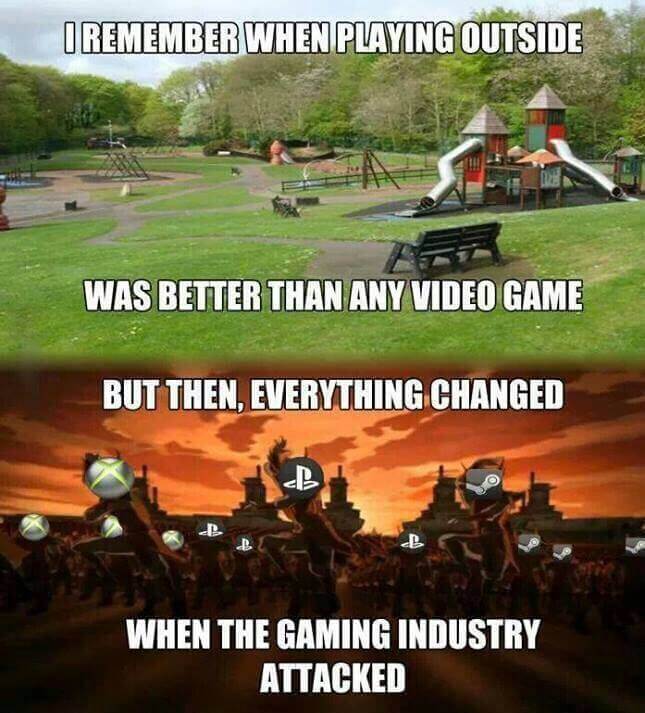 I REMEMBER WHEN PLAYING OUTSIDE
WAS BETTER THAN ANY VIDEO GAME
BUT THEN, EVERYTHING CHANGED
WHEN THE GAMING INDUSTRY
ATTACKED